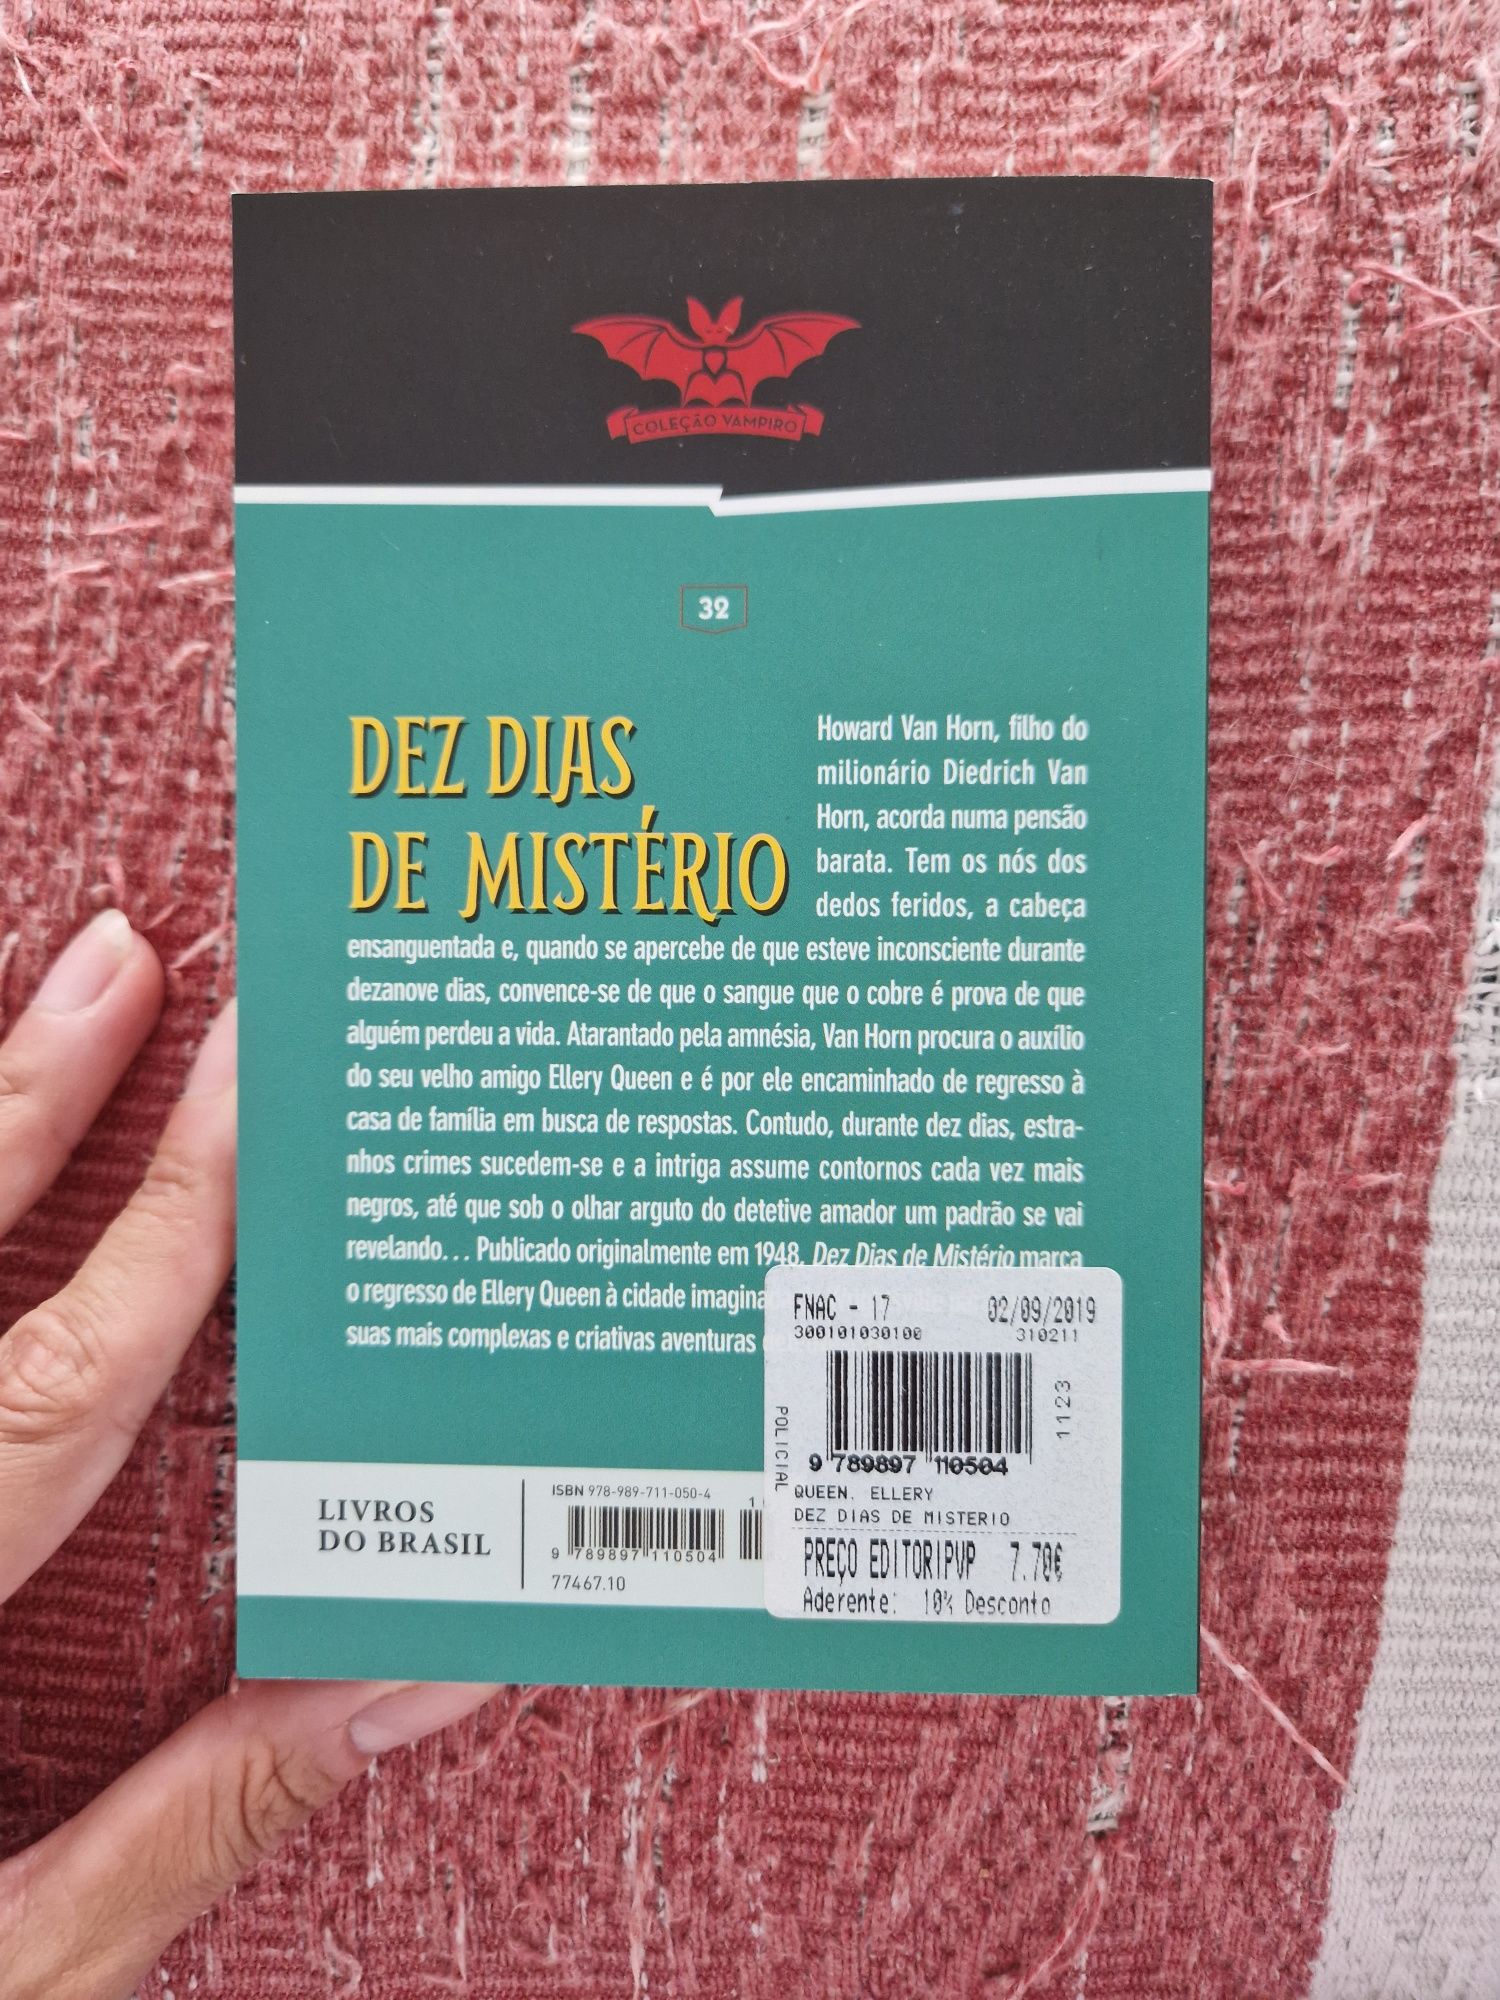 COLEÇÃO VAMPIRO
32
DEZ DIAS
DE MISTÉRIO
Howard Van Horn, filho do
milionário Diedrich Van
Horn, acorda numa pensão
barata. Tem os nós dos
dedos feridos, a cabeça
ensanguentada e, quando se apercebe de que esteve inconsciente durante
dezanove dias, convence-se de que o sangue que o cobre é prova de que
alguém perdeu a vida. Atarantado pela amnésia, Van Horn procura o auxílio
do seu velho amigo Ellery Queen e é por ele encaminhado de regresso à
casa de família em busca de respostas. Contudo, durante dez dias, estra-
nhos crimes sucedem-se e a intriga assume contornos cada vez mais
negros, até que sob o olhar arguto do detetive amador um padrão se vai
revelando... Publicado originalmente em 1948, Dez Dias de Mistério marca
o regresso de Ellery Queen à cidade
suas mais complexas e criativas aventuras
FNAC - 17 02/09/2019
300101030100 310211
1123
POLICIAL
9 789897 110504
QUEEN, ELLERY
DEZ DIAS DE MISTERIO
PREÇO EDITOR|PVP 7.70€
Aderente: 10% Desconto
LIVROS
DO BRASIL
ISBN 978-989-711-050-4
9 789897 110504
77467.10